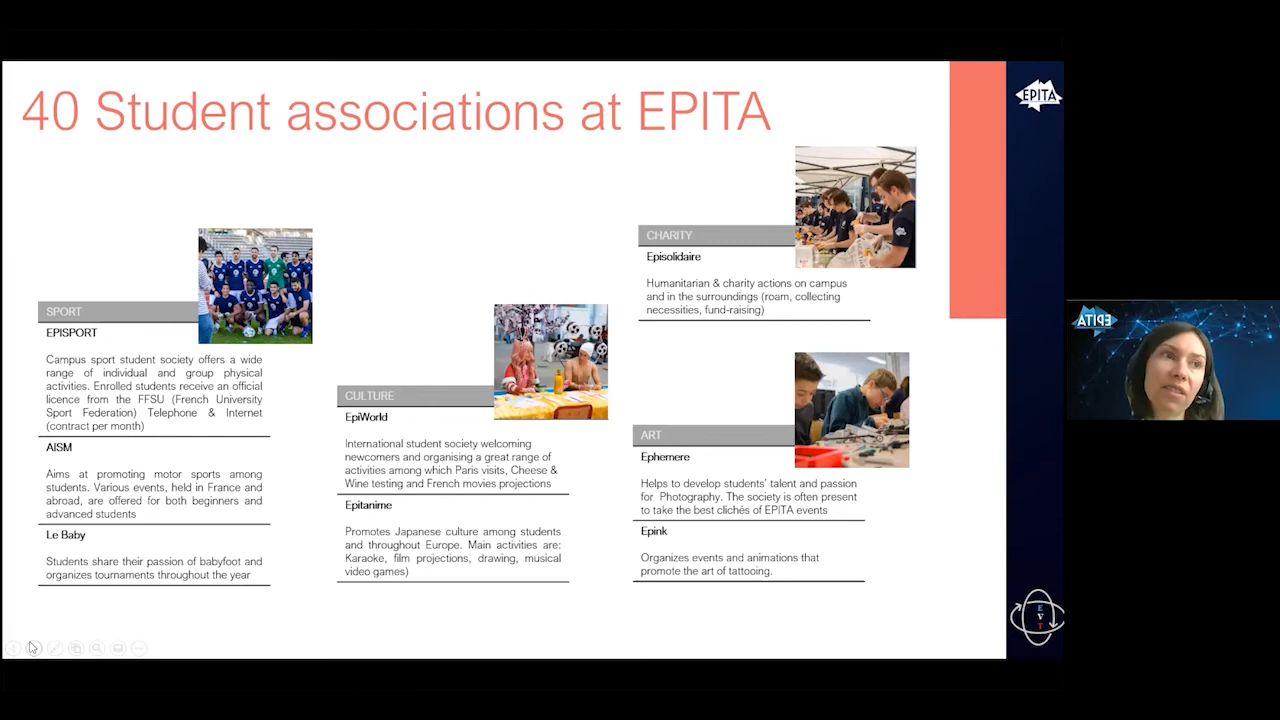 40 Student associations at EPITA
SPORT
EPISPORT
Campus sport student society offers a wide
range of individual and group physical
activities. Enrolled students receive an official
licence from the FFSU (French University
Sport Federation) Telephone & Internet
(contract per month)
AISM
Aims at promoting motor sports among
students. Various events, held in France and
abroad, are offered for both beginners and
advanced students
Le Baby
Students share their passion of babyfoot and
organizes tournaments throughout the year
CULTURE
EpiWorld
International student society welcoming
newcomers and organising a great range of
activities among which Paris visits, Cheese &
Wine testing and French movies projections
Epitanime
Promotes Japanese culture among students
and throughout Europe. Main activities are:
Karaoke, film projections, drawing, musical
video games)
CHARITY
Episolidaire
Humanitarian & charity actions on campus
and in the surroundings (roam, collecting
necessities, fund-raising)
ART
Ephemere
Helps to develop students' talent and passion
for Photography. The society is often present
to take the best clichés of EPITA events
Epink
Organizes events and animations that
promote the art of tattooing.
EPITA
E
V
T
EPITA